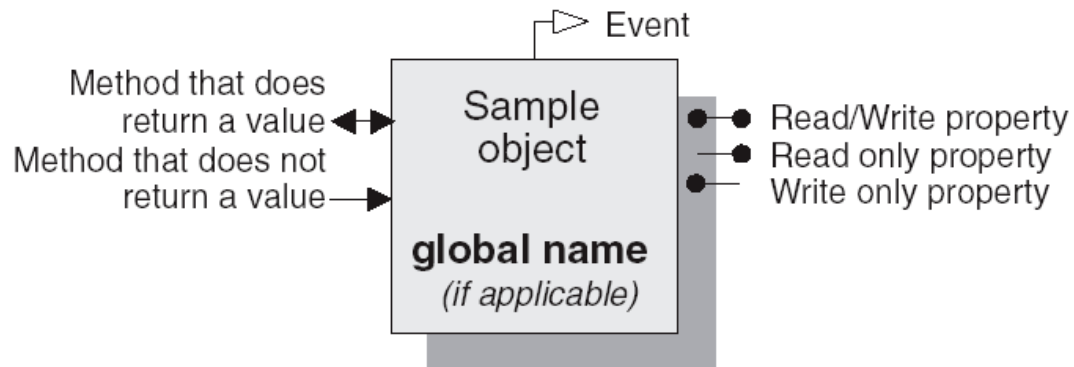 Event
Method that does
return a value
Method that does not
return a value
Sample
object
global name
(if applicable)
Read/Write property
Read only property
Write only property